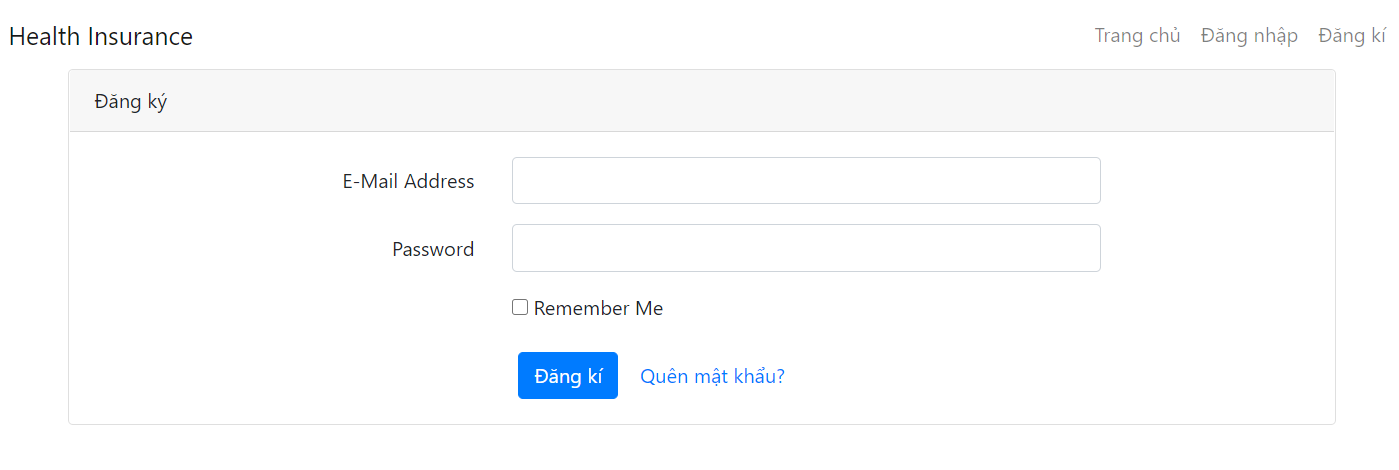 Health Insurance
Trang chủ Đăng nhập Đăng kí
Đăng ký
E-Mail Address
Password
Remember Me
Đăng kí Quên mật khẩu?